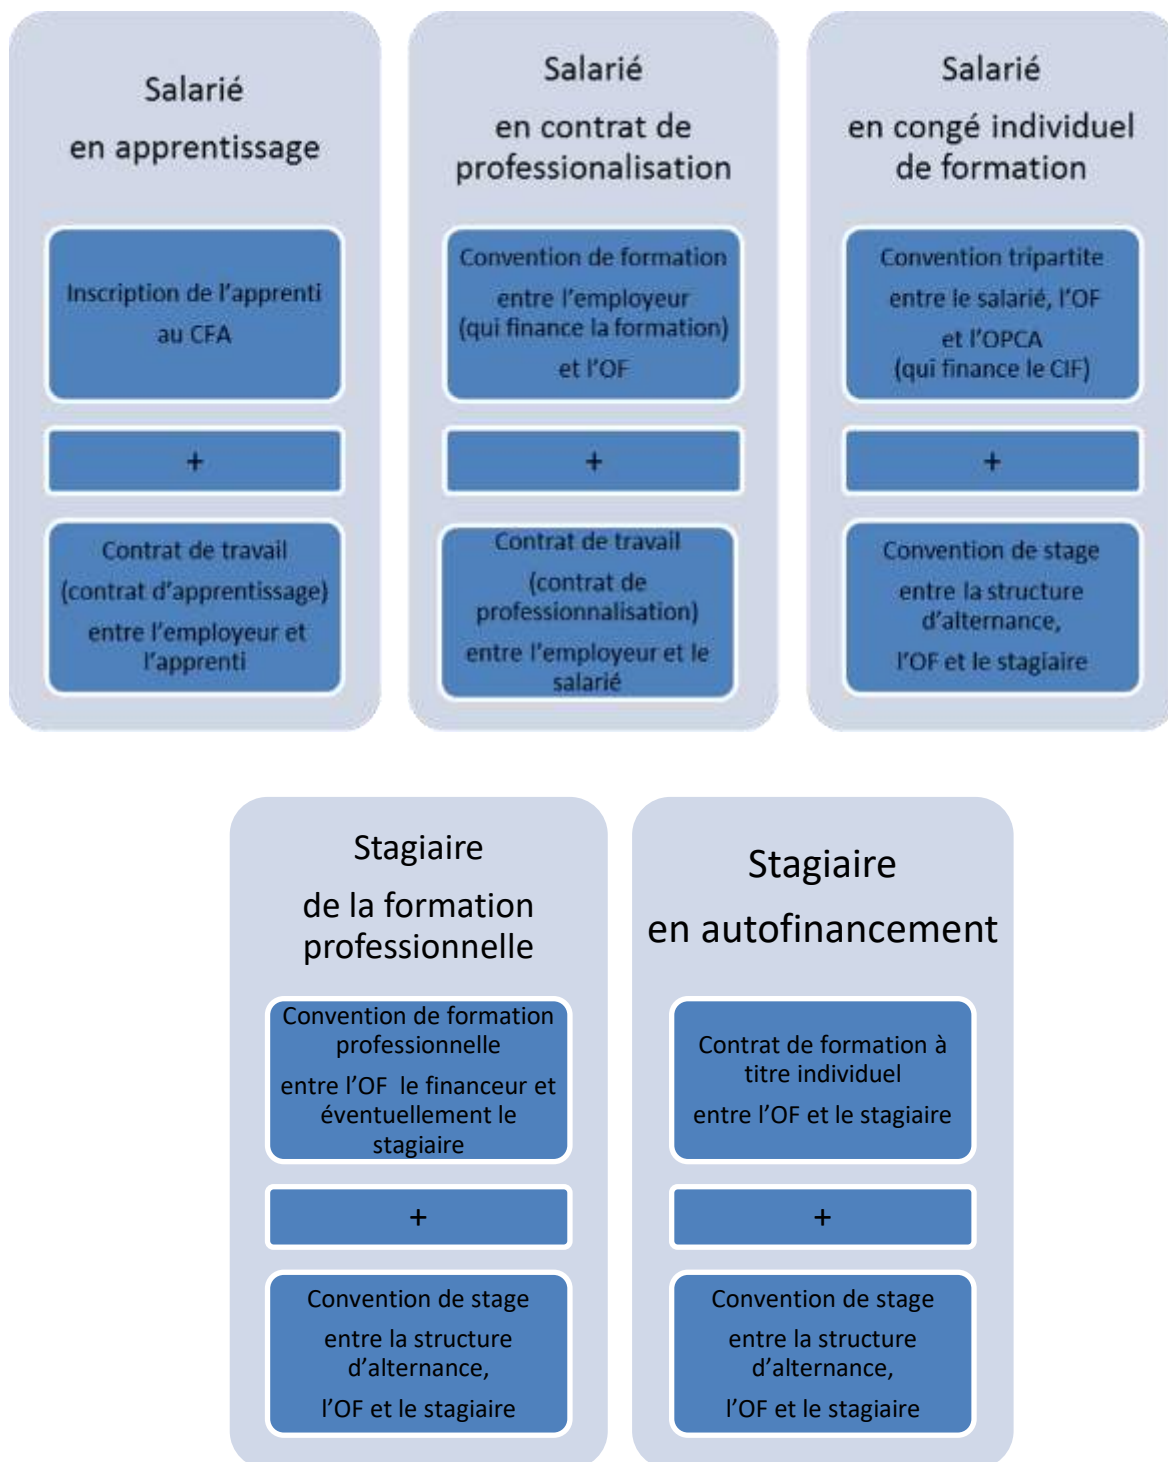 Salarié
en apprentissage
Inscription de l'apprenti
au CFA
+
Contrat de travail
(contrat d'apprentissage)
entre l'employeur et
l'apprenti
Salarié
en contrat de
professionalisation
Convention de formation
entre l'employeur
(qui finance la formation)
et l'OF
+
Contrat de travail
(contrat de
professionnalisation)
entre l'employeur et le
salarié
Salarié
en congé individuel
de formation
Convention tripartite
entre le salarié, l'OF
et l'OPCA
(qui finance le CIF)
+
Convention de stage
entre la structure
d'alternance,
l'OF et le stagiaire
Stagiaire
de la formation
professionnelle
Convention de formation
professionnelle
entre l'OF le financeur et
éventuellement le
stagiaire
+
Convention de stage
entre la structure
d'alternance,
l'OF et le stagiaire
Stagiaire
en autofinancement
Contrat de formation à
titre individuel
entre l'OF et le stagiaire
+
Convention de stage
entre la structure
d'alternance,
l'OF et le stagiaire